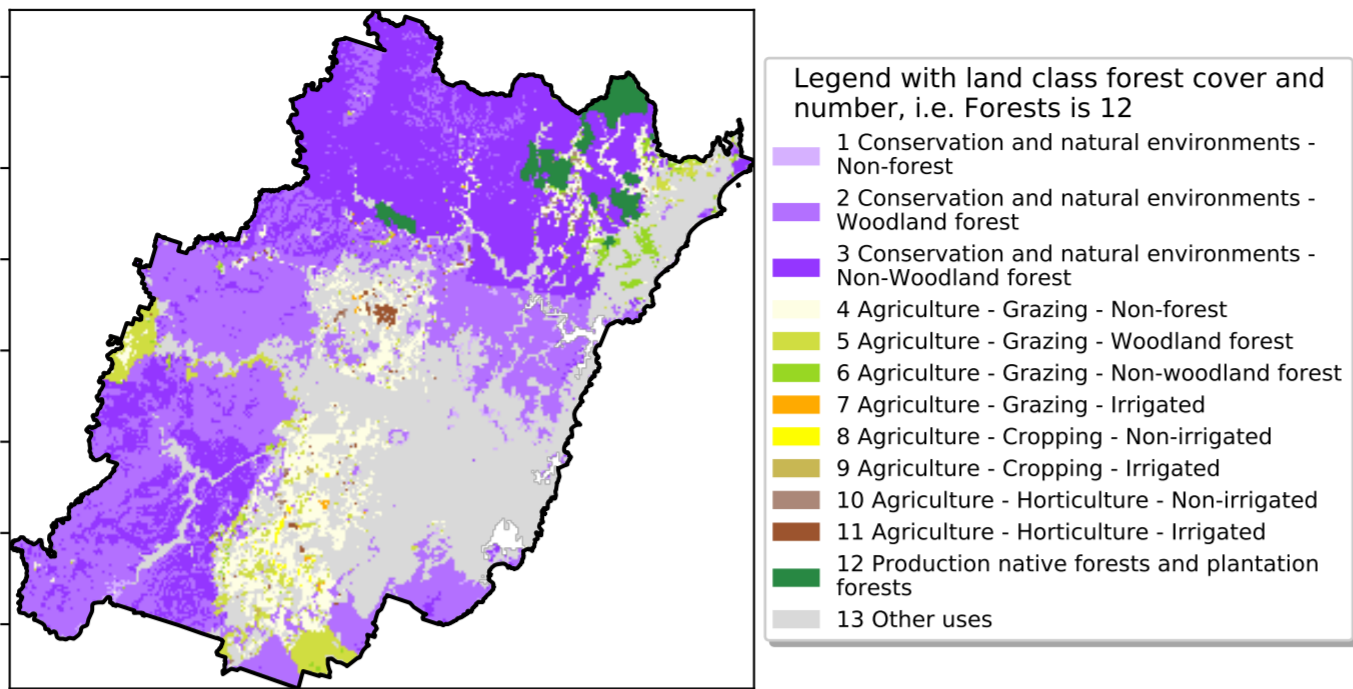 Legend with land class forest cover and
number, i.e. Forests is 12
1 Conservation and natural environments -
Non-forest
2 Conservation and natural environments -
Woodland forest
3 Conservation and natural environments -
Non-Woodland forest
4 Agriculture - Grazing - Non-forest
5 Agriculture - Grazing - Woodland forest
6 Agriculture - Grazing - Non-woodland forest
7 Agriculture - Grazing - Irrigated
8 Agriculture - Cropping - Non-irrigated
9 Agriculture - Cropping - Irrigated
10 Agriculture - Horticulture - Non-irrigated
11 Agriculture - Horticulture - Irrigated
12 Production native forests and plantation
forests
13 Other uses